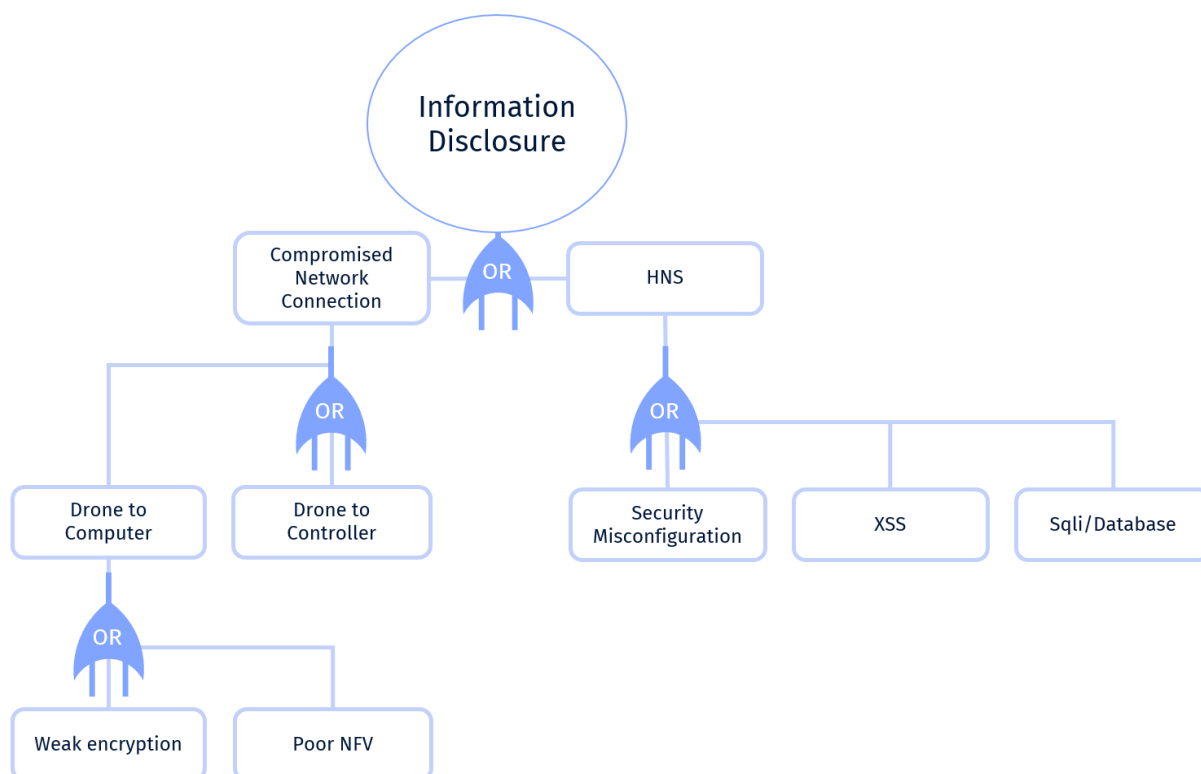 Information
Disclosure
Compromised
Network
Connection
OR
HNS
OR
OR
Drone to
Computer
Drone to
Controller
Security
Misconfiguration
XSS
Sqli/Database
OR
Weak encryption
Poor NFV